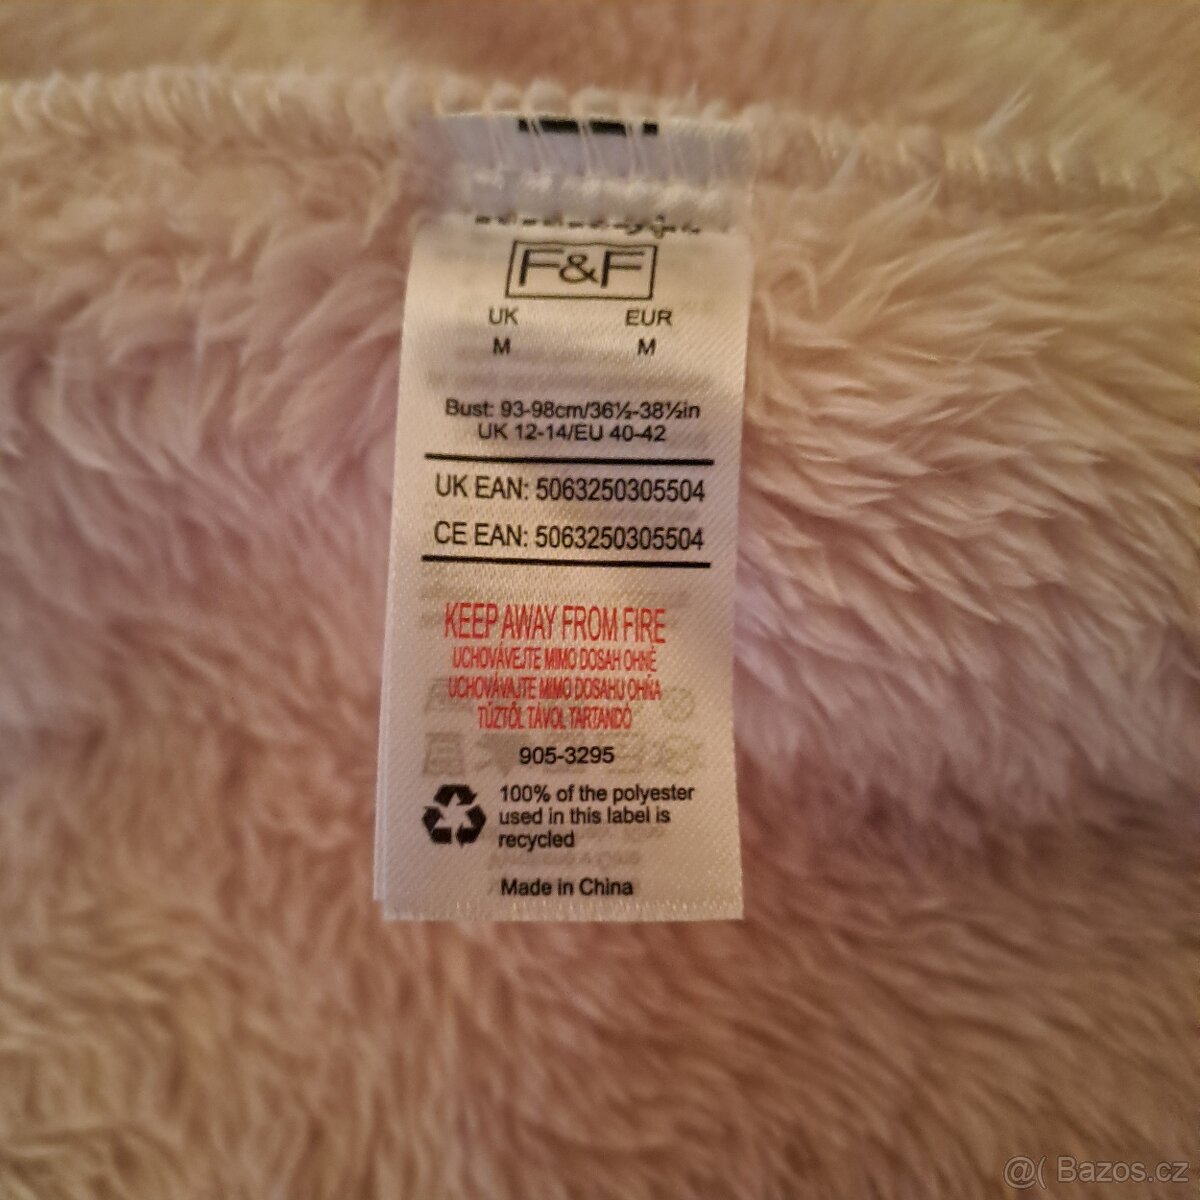 F&F
UK EUR
M M
Bust: 93-98cm/36½-38½in
UK 12-14/EU 40-42
UK EAN: 5063250305504
CE EAN: 5063250305504
KEEP AWAY FROM FIRE
UCHOVÁVEJTE MIMO DOSAH OHNĚ
UCHOVÁVAJTE MIMO DOSAHU OHŇA
TŰZTŐL TÁVOL TARTANDÓ
905-3295
100% of the polyester
used in this label is
recycled
Made in China
@( Bazos.cz